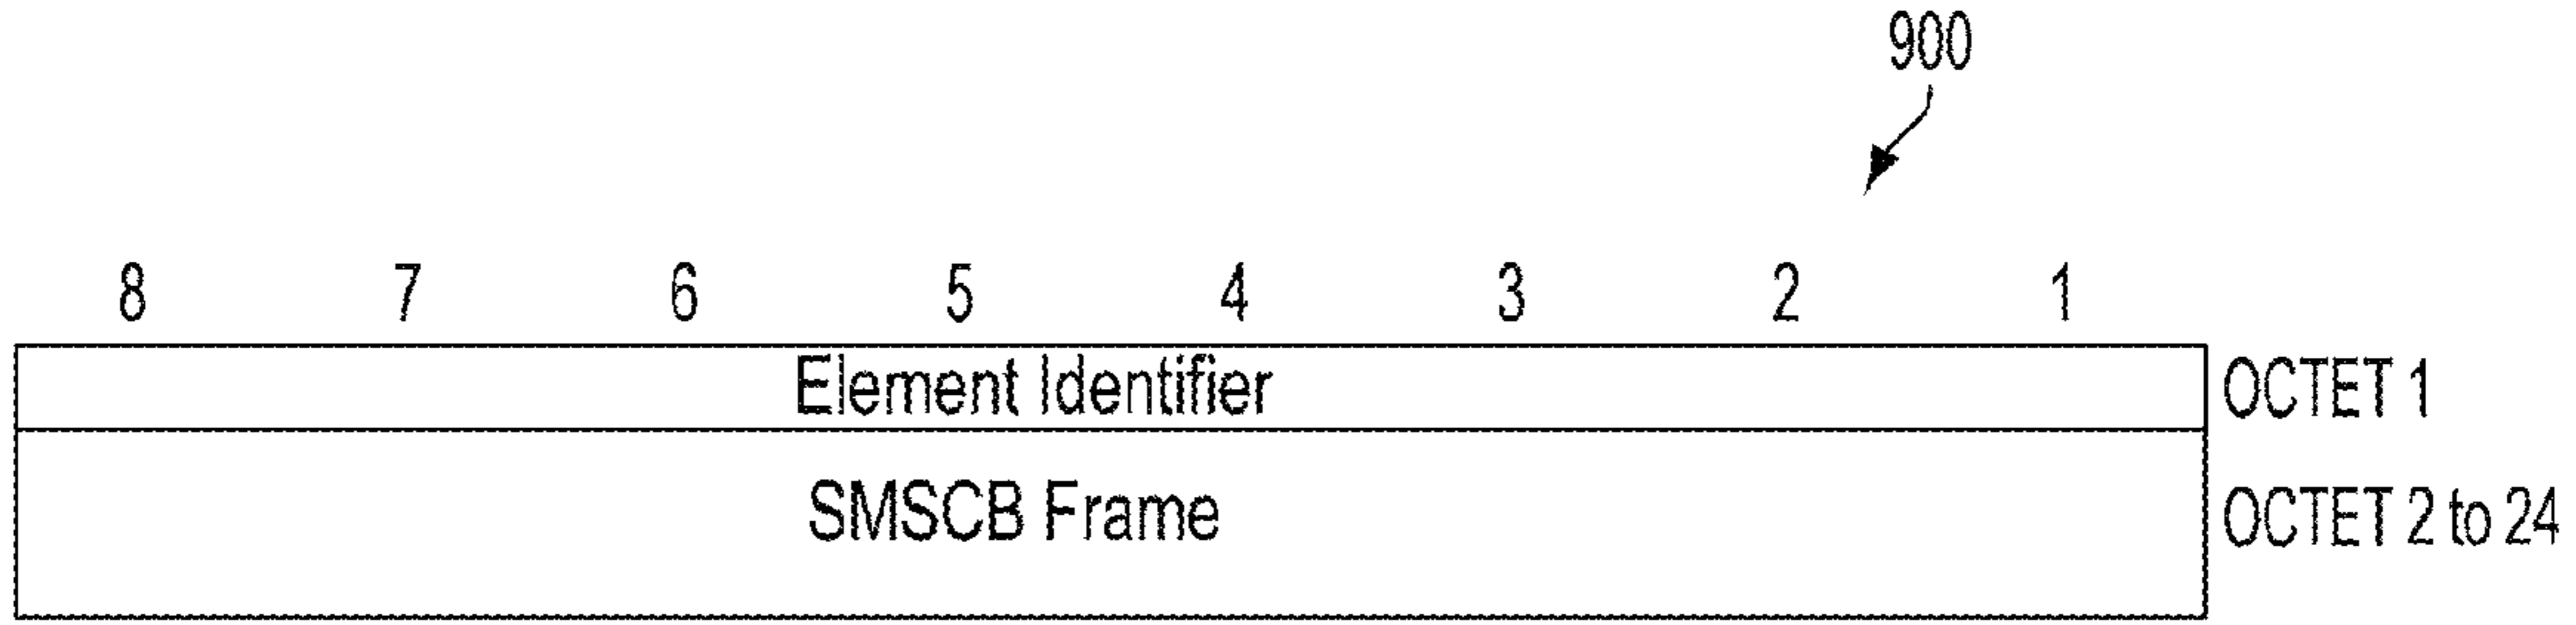 900
8 7 6 5 4 3 2 1
Element Identifier OCTET 1
SMSCB Frame OCTET 2 to 24